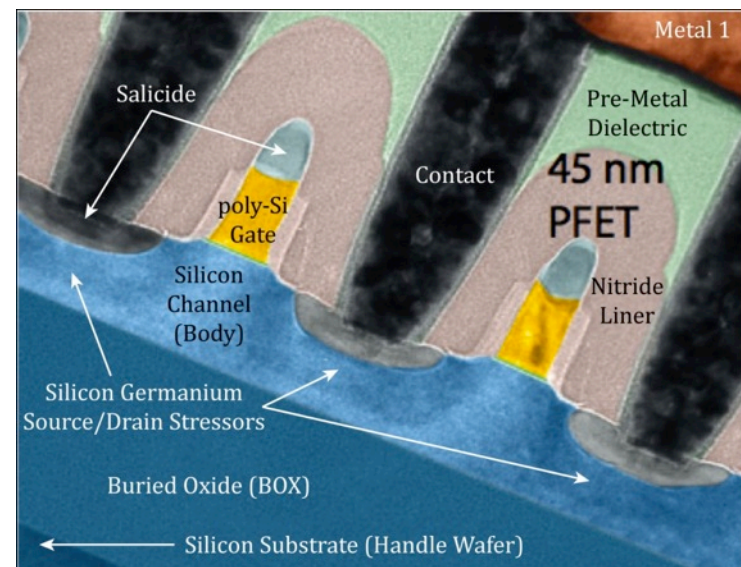 Metal 1
Salicide
Pre-Metal
Dielectric
Contact
45 nm
PFET
poly-Si
Gate
Silicon
Channel
(Body)
Nitride
Liner
Silicon Germanium
Source/Drain Stressors
Buried Oxide (BOX)
Silicon Substrate (Handle Wafer)